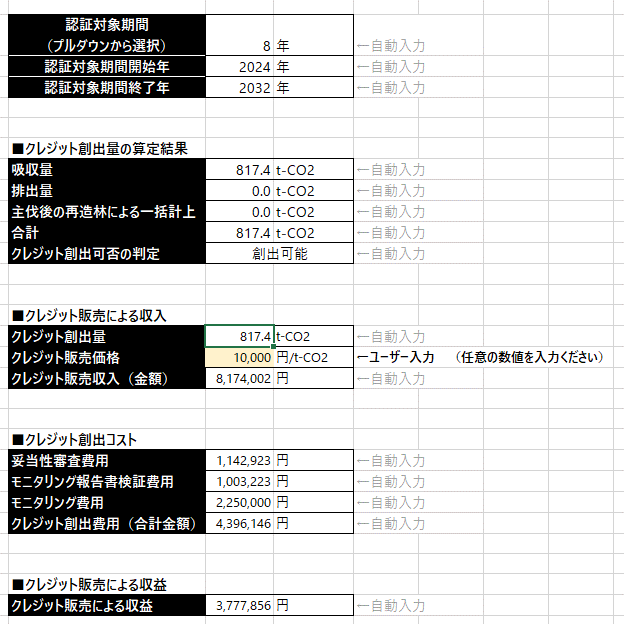 認証対象期間
（プルダウンから選択） 8 年 ←自動入力
認証対象期間開始年 2024 年 ←自動入力
認証対象期間終了年 2032 年 ←自動入力
■クレジット創出量の算定結果
吸収量 817.4 t-CO2 ←自動入力
排出量 0.0 t-CO2 ←自動入力
主伐後の再造林による一括計上 0.0 t-CO2 ←自動入力
合計 817.4 t-CO2 ←自動入力
クレジット創出可否の判定 創出可能 ←自動入力
■クレジット販売による収入
クレジット創出量 817.4 t-CO2 ←自動入力
クレジット販売価格 10,000 円/t-CO2 ←ユーザー入力 （任意の数値を入力ください）
クレジット販売収入（金額） 8,174,002 円 ←自動入力
■クレジット創出コスト
妥当性審査費用 1,142,923 円 ←自動入力
モニタリング報告書検証費用 1,003,223 円 ←自動入力
モニタリング費用 2,250,000 円 ←自動入力
クレジット創出費用（合計金額） 4,396,146 円 ←自動入力
■クレジット販売による収益
クレジット販売による収益 3,777,856 円 ←自動入力